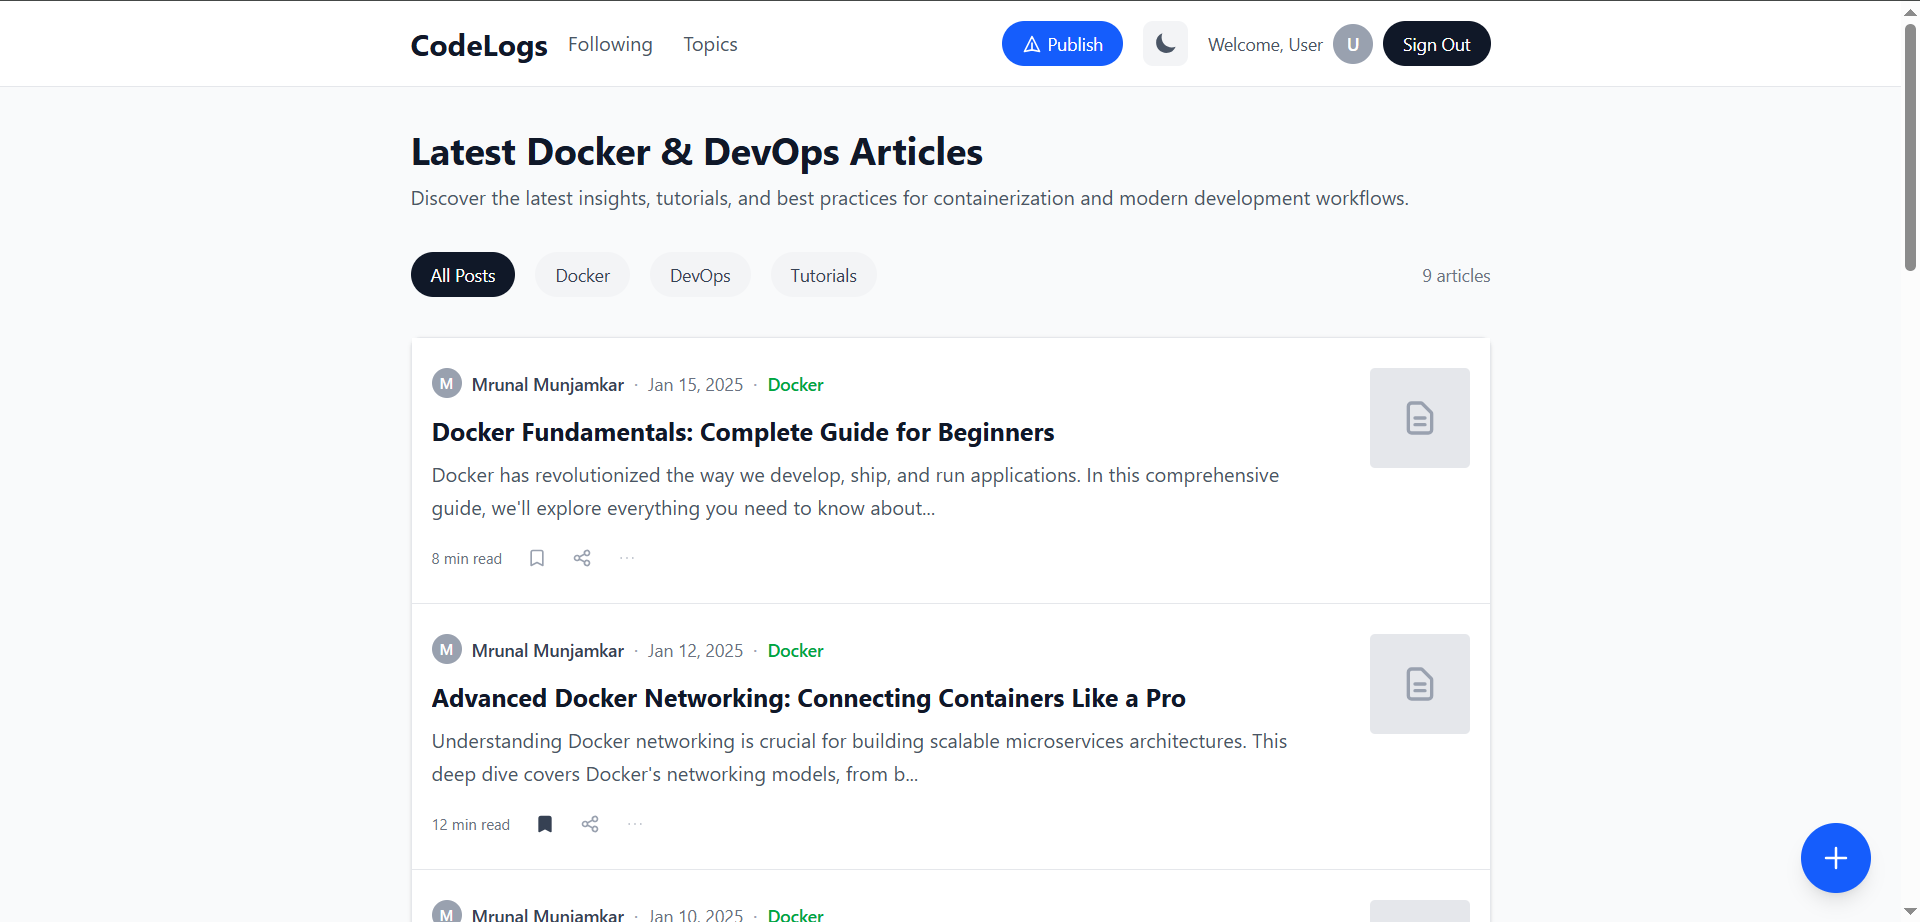 CodeLogs Following Topics Publish Welcome, User U Sign Out
Latest Docker & DevOps Articles
Discover the latest insights, tutorials, and best practices for containerization and modern development workflows.
All Posts Docker DevOps Tutorials 9 articles
M Mrunal Munjamkar · Jan 15, 2025 · Docker
Docker Fundamentals: Complete Guide for Beginners
Docker has revolutionized the way we develop, ship, and run applications. In this comprehensive
guide, we'll explore everything you need to know about...
8 min read
M Mrunal Munjamkar · Jan 12, 2025 · Docker
Advanced Docker Networking: Connecting Containers Like a Pro
Understanding Docker networking is crucial for building scalable microservices architectures. This
deep dive covers Docker's networking models, from b...
12 min read
M Mrunal Munjamkar · Jan 10, 2025 · Docker